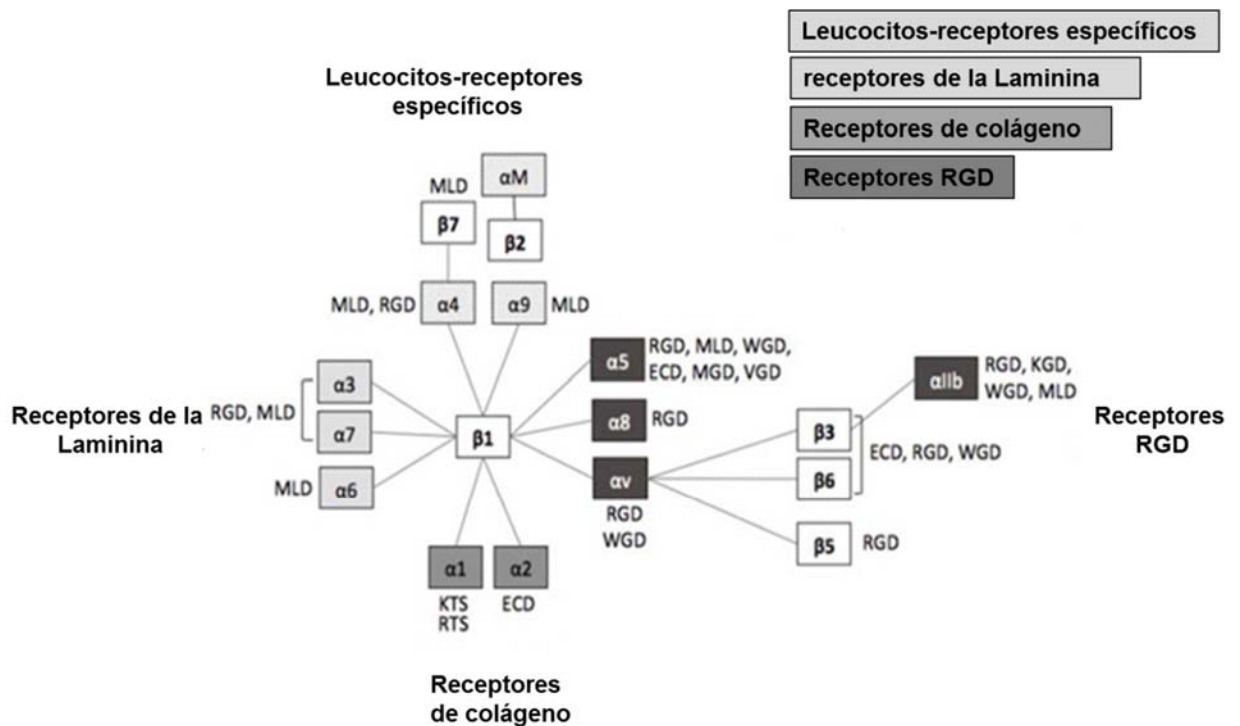 Leucocitos-receptores específicos
receptores de la Laminina
Receptores de colágeno
Receptores RGD
Leucocitos-receptores
específicos
MLD
αM
β7
β2
MLD, RGD
α4
α9
MLD
RGD, MLD, WGD,
α5
ECD, MGD, VGD
αIIb
RGD, KGD,
WGD, MLD
α3
Receptores de la
Laminina
RGD, MLD
α7
β1
α8
RGD
β3
ECD, RGD, WGD
β6
Receptores
RGD
MLD
α6
αv
RGD
WGD
β5
RGD
α1
α2
KTS
RTS
ECD
Receptores
de colágeno